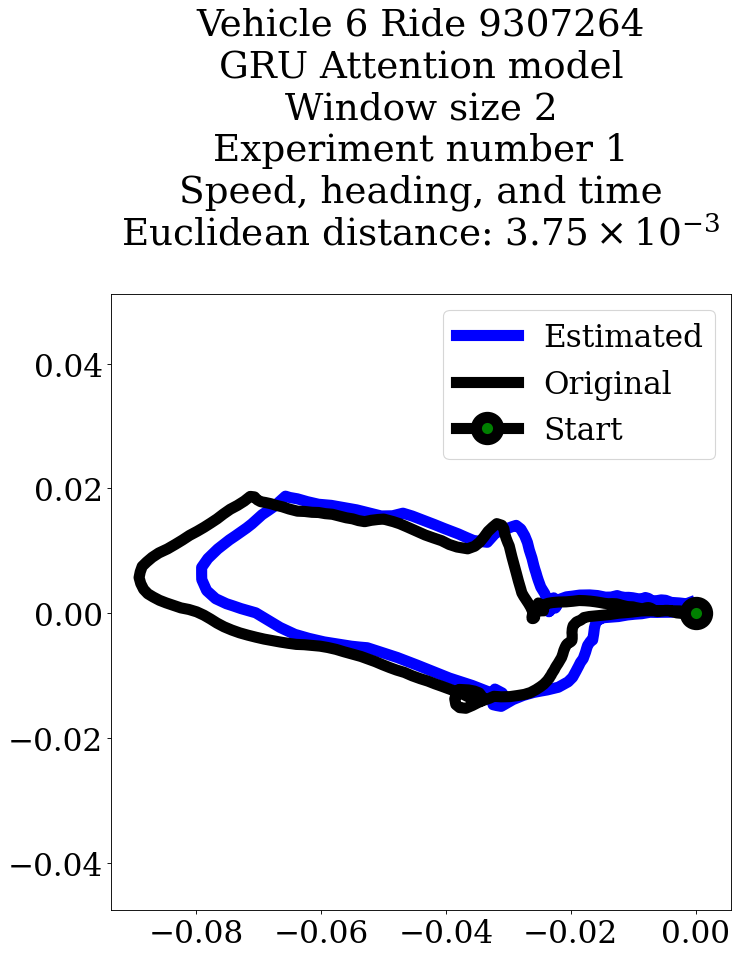 Vehicle 6 Ride 9307264
GRU Attention model
Window size 2
Experiment number 1
Speed, heading, and time
Euclidean distance: 3.75 × 10⁻³
Estimated
Original
Start
0.04
0.02
0.00
−0.02
−0.04
−0.08 −0.06 −0.04 −0.02 0.00